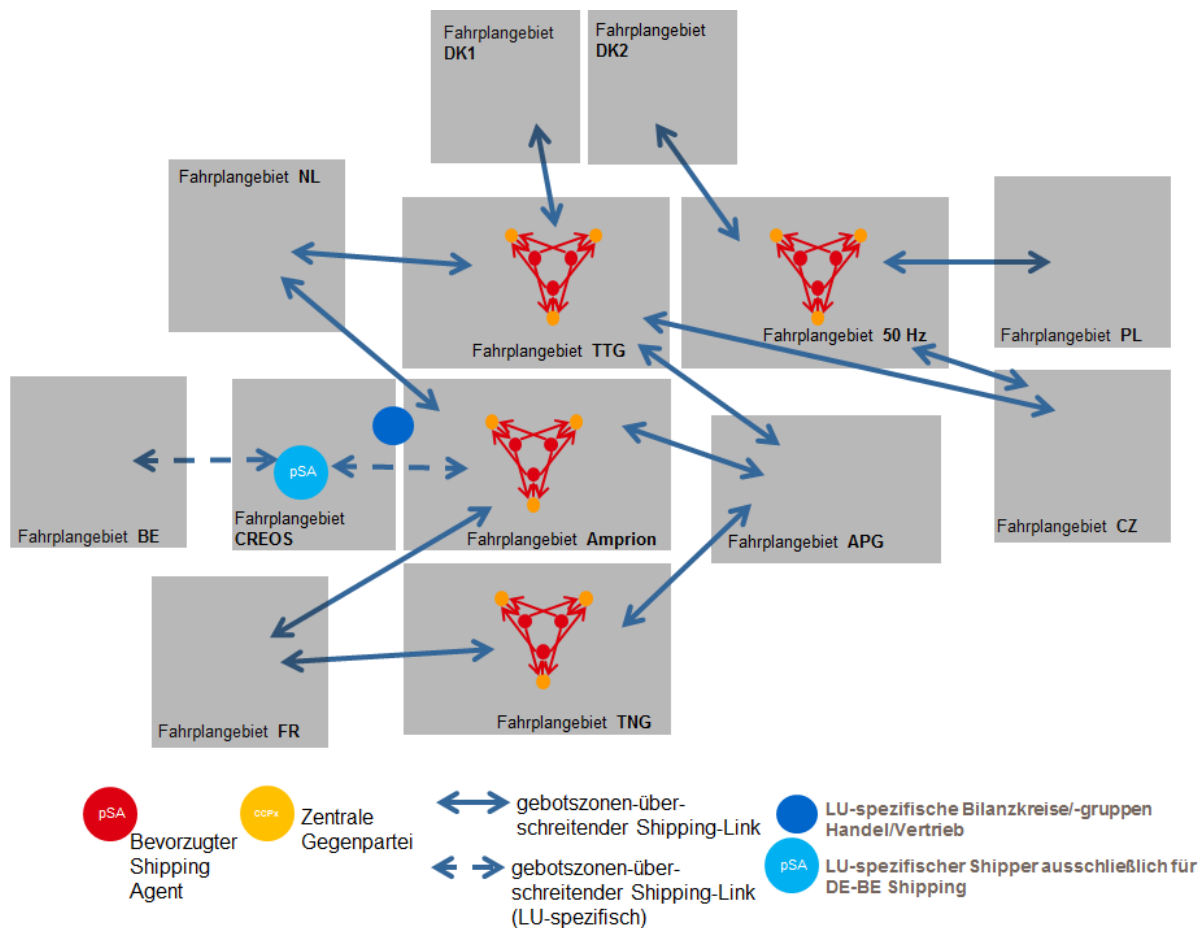 Fahrplangebiet
DK1
Fahrplangebiet
DK2
Fahrplangebiet NL
Fahrplangebiet TTG
Fahrplangebiet 50 Hz
Fahrplangebiet PL
pSA
Fahrplangebiet BE
Fahrplangebiet
CREOS
Fahrplangebiet Amprion
Fahrplangebiet APG
Fahrplangebiet CZ
Fahrplangebiet FR
Fahrplangebiet TNG
pSA
Bevorzugter
Shipping
Agent
CCPx
Zentrale
Gegenpartei
gebotszonen-über-
schreitender Shipping-Link
gebotszonen-über-
schreitender Shipping-Link
(LU-spezifisch)
LU-spezifische Bilanzkreise/-gruppen
Handel/Vertrieb
pSA
LU-spezifischer Shipper ausschließlich für
DE-BE Shipping